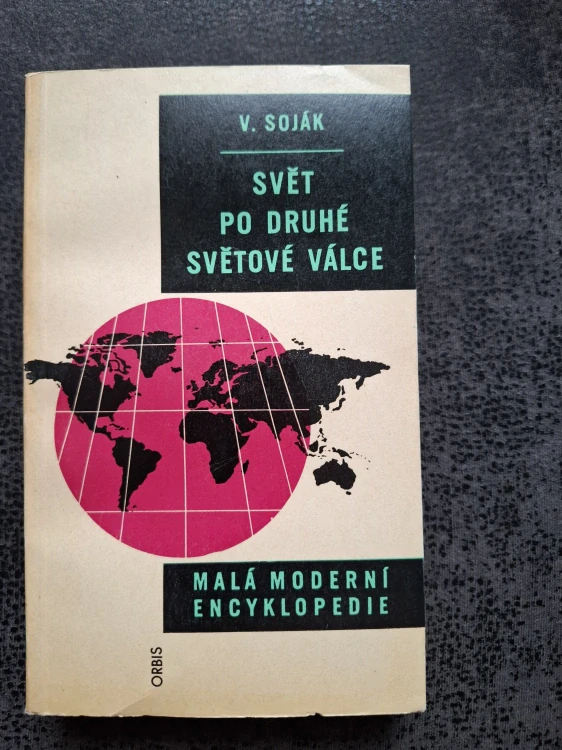 V. SOJÁK
SVĚT
PO DRUHÉ
SVĚTOVÉ VÁLCE
MALÁ MODERNÍ
ENCYKLOPEDIE
ORBIS